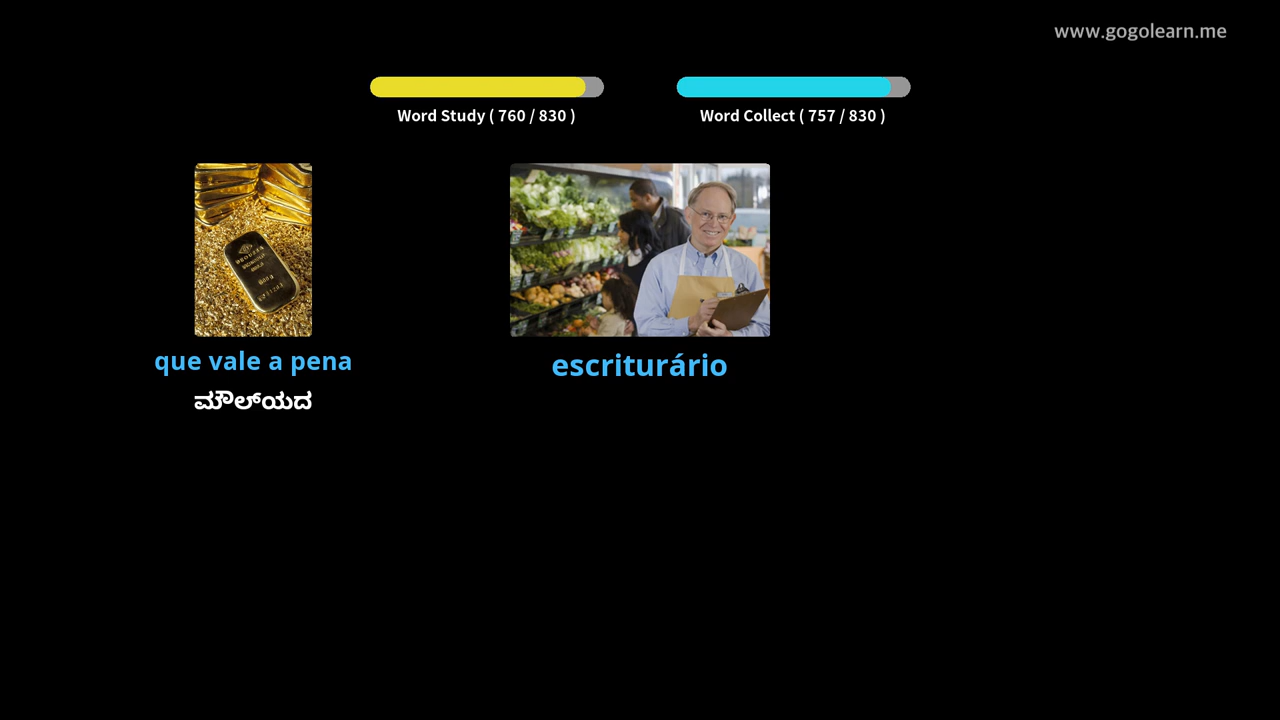 www.gogolearn.me
Word Study ( 760 / 830 )
Word Collect ( 757 / 830 )
que vale a pena
ಮೌಲ್‌ಯದ
escriturário